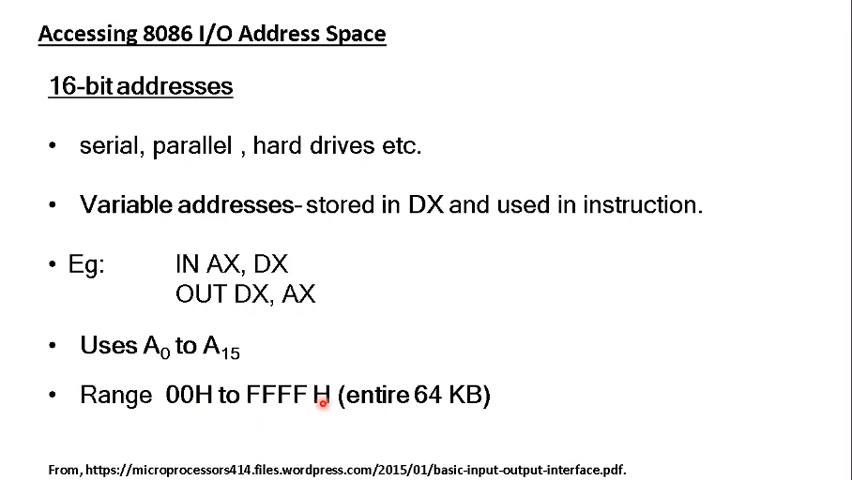 Accessing 8086 I/O Address Space
16-bit addresses
• serial, parallel , hard drives etc.
• Variable addresses- stored in DX and used in instruction.
• Eg: IN AX, DX
OUT DX, AX
• Uses A0 to A15
• Range 00H to FFFF H (entire 64 KB)
From, https://microprocessors414.files.wordpress.com/2015/01/basic-input-output-interface.pdf.